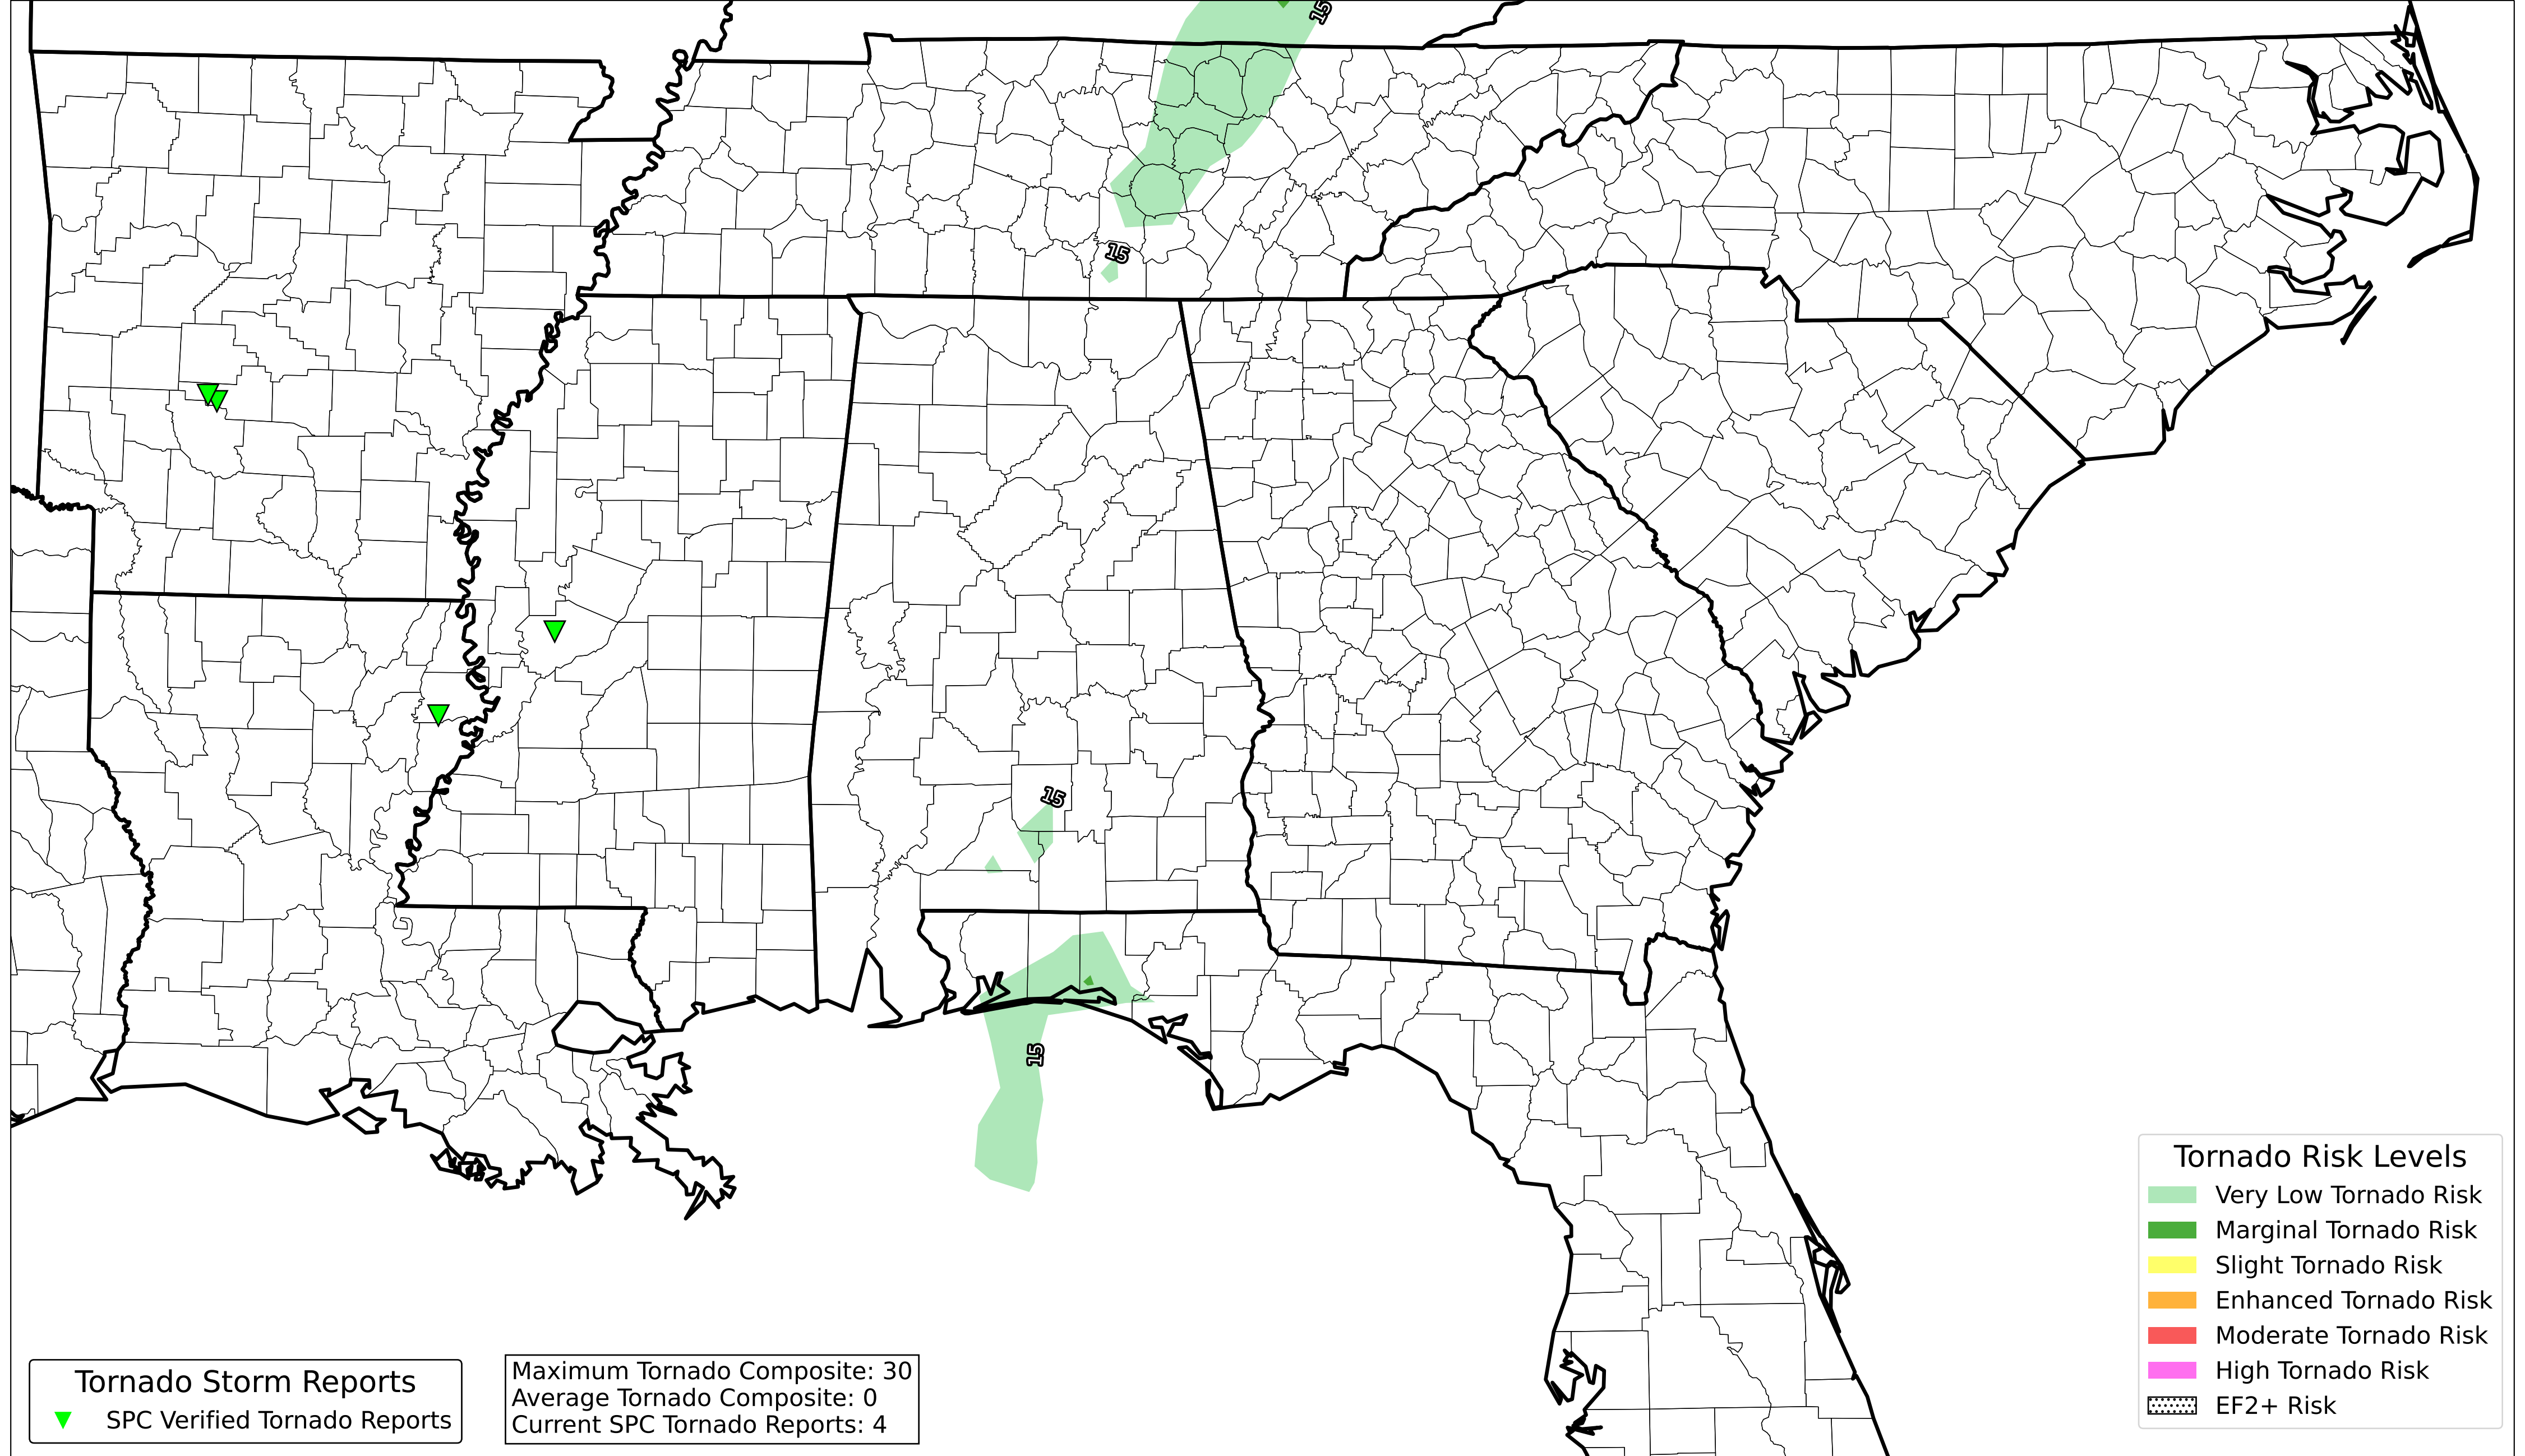 15
15
15
15
Tornado Risk Levels
Very Low Tornado Risk
Marginal Tornado Risk
Slight Tornado Risk
Enhanced Tornado Risk
Moderate Tornado Risk
High Tornado Risk
EF2+ Risk
Tornado Storm Reports
SPC Verified Tornado Reports
Maximum Tornado Composite: 30
Average Tornado Composite: 0
Current SPC Tornado Reports: 4